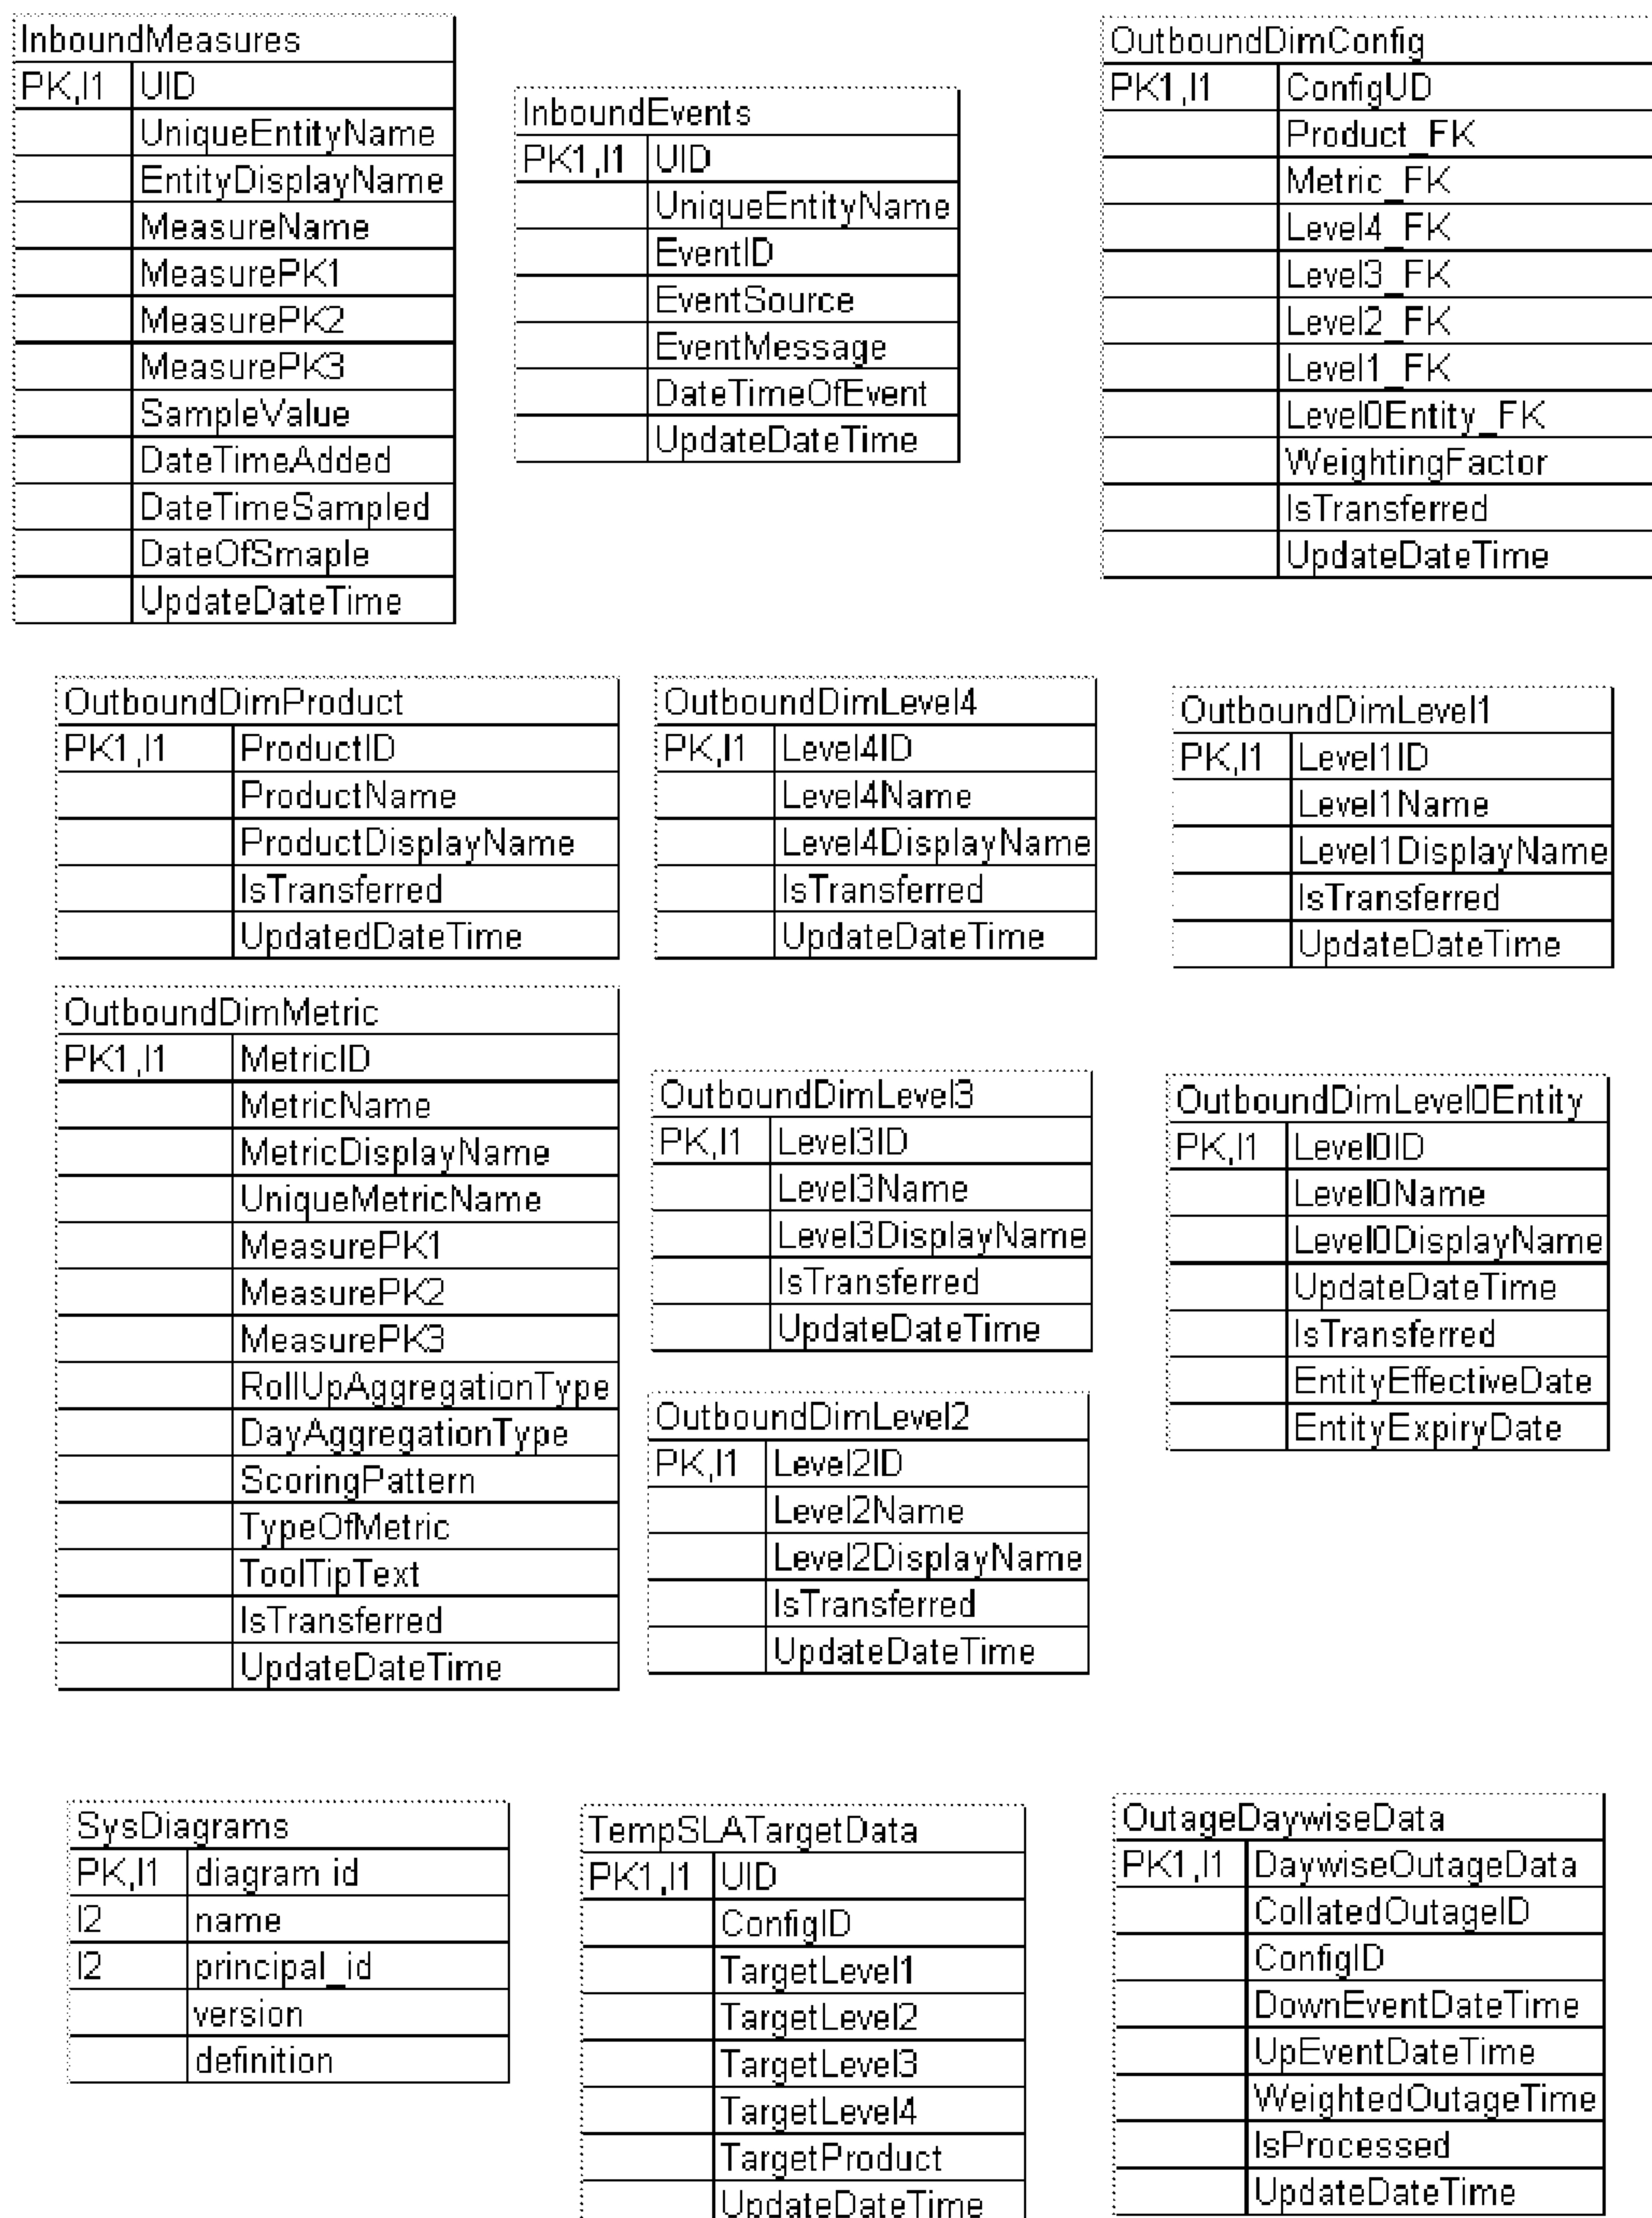 InboundMeasures
PK,I1 UID
UniqueEntityName
EntityDisplayName
MeasureName
MeasurePK1
MeasurePK2
MeasurePK3
SampleValue
DateTimeAdded
DateTimeSampled
DateOfSmaple
UpdateDateTime
InboundEvents
PK1,I1 UID
UniqueEntityName
EventID
EventSource
EventMessage
DateTimeOfEvent
UpdateDateTime
OutboundDimConfig
PK1,I1 ConfigUD
Product_FK
Metric_FK
Level4_FK
Level3_FK
Level2_FK
Level1_FK
Level0Entity_FK
WeightingFactor
IsTransferred
UpdateDateTime
OutboundDimProduct
PK1,I1 ProductID
ProductName
ProductDisplayName
IsTransferred
UpdatedDateTime
OutboundDimLevel4
PK,I1 Level4ID
Level4Name
Level4DisplayName
IsTransferred
UpdateDateTime
OutboundDimLevel1
PK,I1 Level1ID
Level1Name
Level1DisplayName
IsTransferred
UpdateDateTime
OutboundDimMetric
PK1,I1 MetricID
MetricName
MetricDisplayName
UniqueMetricName
MeasurePK1
MeasurePK2
MeasurePK3
RollUpAggregationType
DayAggregationType
ScoringPattern
TypeOfMetric
ToolTipText
IsTransferred
UpdateDateTime
OutboundDimLevel3
PK,I1 Level3ID
Level3Name
Level3DisplayName
IsTransferred
UpdateDateTime
OutboundDimLevel0Entity
PK,I1 Level0ID
Level0Name
Level0DisplayName
UpdateDateTime
IsTransferred
EntityEffectiveDate
EntityExpiryDate
OutboundDimLevel2
PK,I1 Level2ID
Level2Name
Level2DisplayName
IsTransferred
UpdateDateTime
SysDiagrams
PK,I1 diagram id
I2 name
I2 principal_id
version
definition
TempSLATargetData
PK1,I1 UID
ConfigID
TargetLevel1
TargetLevel2
TargetLevel3
TargetLevel4
TargetProduct
UpdateDateTime
OutageDaywiseData
PK1,I1 DaywiseOutageData
CollatedOutageID
ConfigID
DownEventDateTime
UpEventDateTime
WeightedOutageTime
IsProcessed
UpdateDateTime